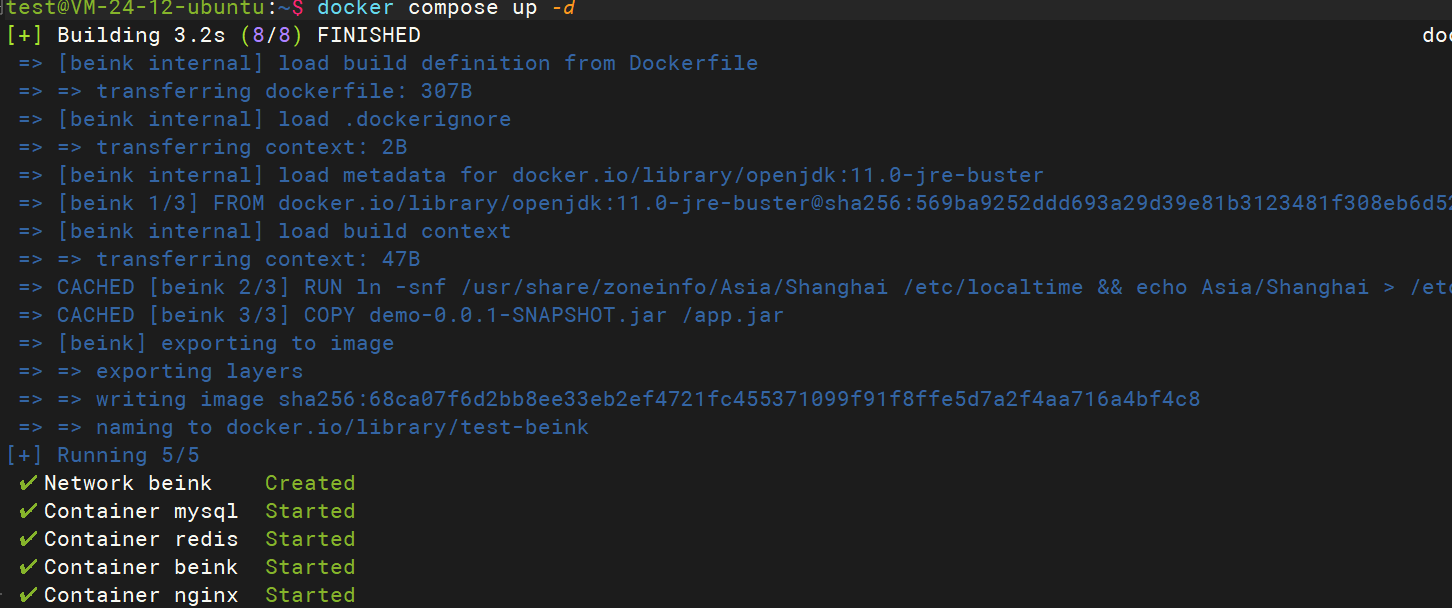 test@VM-24-12-ubuntu:~$ docker compose up -d
[+] Building 3.2s (8/8) FINISHED doc
=> [beink internal] load build definition from Dockerfile
=> => transferring dockerfile: 307B
=> [beink internal] load .dockerignore
=> => transferring context: 2B
=> [beink internal] load metadata for docker.io/library/openjdk:11.0-jre-buster
=> [beink 1/3] FROM docker.io/library/openjdk:11.0-jre-buster@sha256:569ba9252ddd693a29d39e81b3123481f308eb6d52
=> [beink internal] load build context
=> => transferring context: 47B
=> CACHED [beink 2/3] RUN ln -snf /usr/share/zoneinfo/Asia/Shanghai /etc/localtime && echo Asia/Shanghai > /etc
=> CACHED [beink 3/3] COPY demo-0.0.1-SNAPSHOT.jar /app.jar
=> [beink] exporting to image
=> => exporting layers
=> => writing image sha256:68ca07f6d2bb8ee33eb2ef4721fc455371099f91f8ffe5d7a2f4aa716a4bf4c8
=> => naming to docker.io/library/test-beink
[+] Running 5/5
✔ Network beink Created
✔ Container mysql Started
✔ Container redis Started
✔ Container beink Started
✔ Container nginx Started